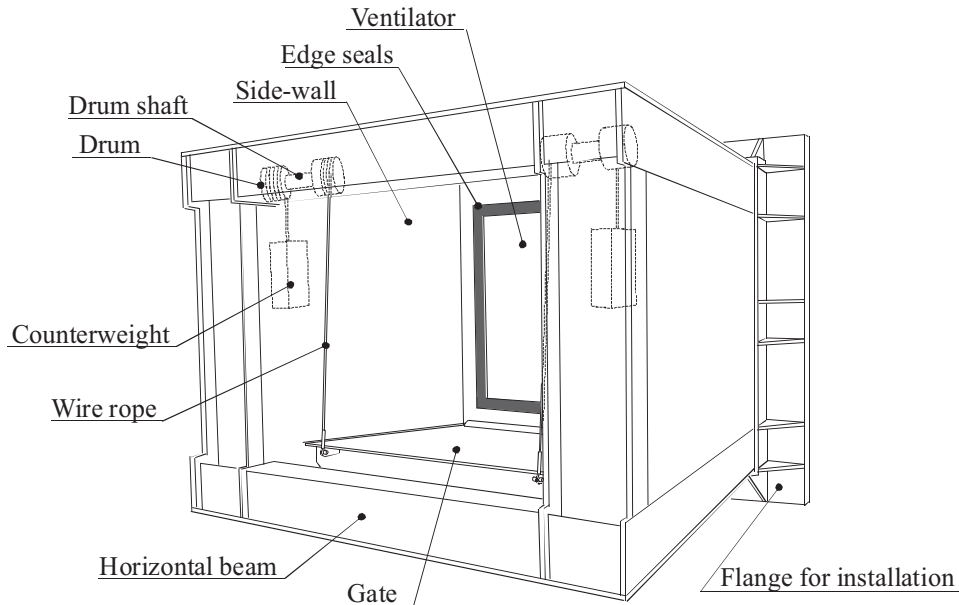 Ventilator
Edge seals
Side-wall
Drum shaft
Drum
Counterweight
Wire rope
Horizontal beam
Gate
Flange for installation